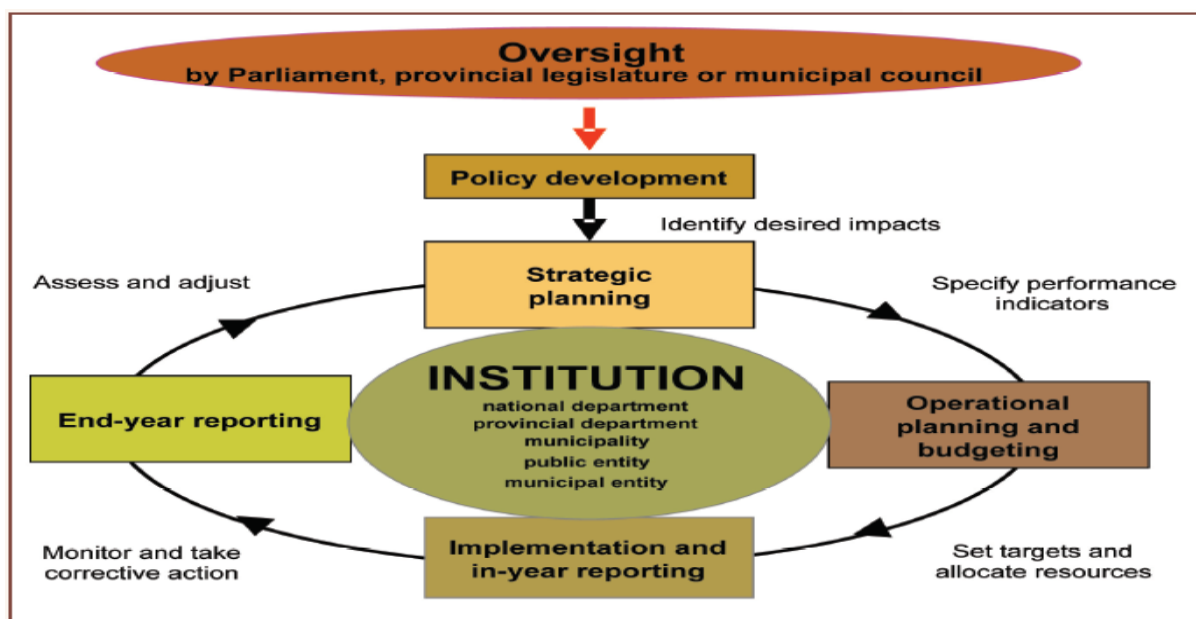 Oversight
by Parliament, provincial legislature or municipal council
Policy development
Identify desired impacts
Strategic
planning
Assess and adjust
Specify performance
indicators
INSTITUTION
national department
provincial department
municipality
public entity
municipal entity
End-year reporting
Operational
planning and
budgeting
Implementation and
in-year reporting
Monitor and take
corrective action
Set targets and
allocate resources